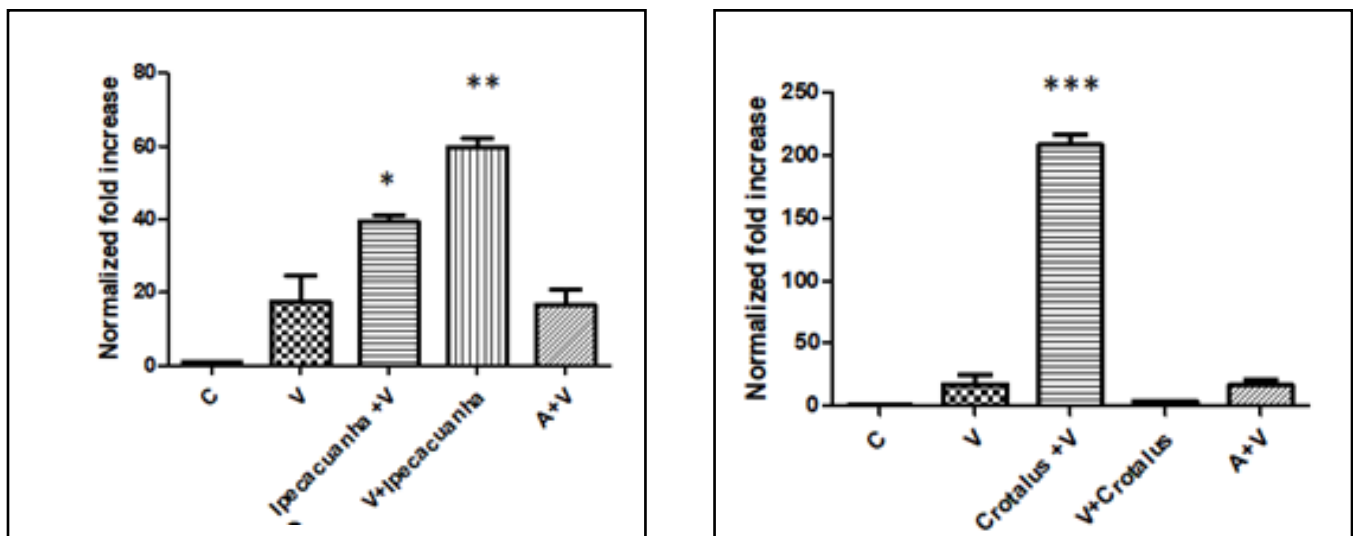 Normalized fold increase
80
60
40
20
0
*
**
C
V
Ipecacuanha +V
V+Ipecacuanha
A+V
Normalized fold increase
250
200
150
100
50
0
***
C
V
Crotalus +V
V+Crotalus
A+V